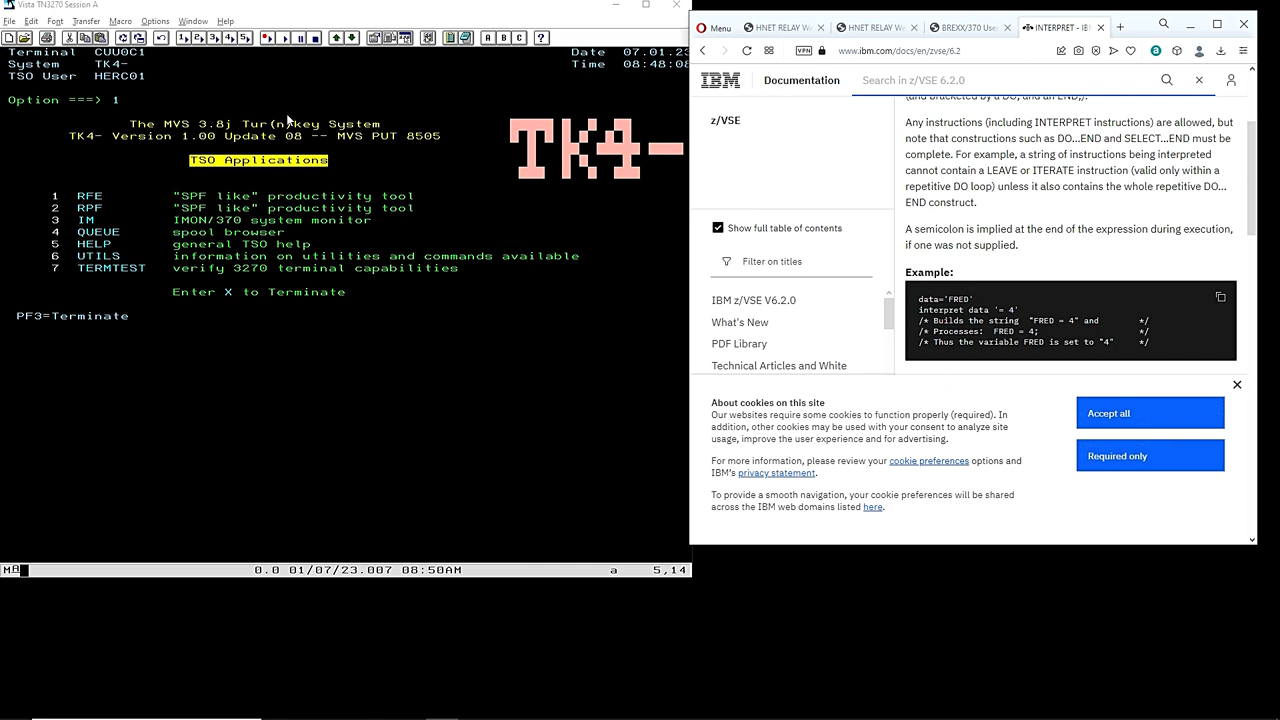 Vista TN3270 Session A
File Edit Font Transfer Macro Options Window Help
Terminal CUU0C1 Date 07.01.23
System TK4- Time 08:48:08
TSO User HERC01
Option ===> 1
The MVS 3.8j Tur(n)key System
TK4- Version 1.00 Update 08 -- MVS PUT 8505
TK4-
TSO Applications
1 RFE "SPF like" productivity tool
2 RPF "SPF like" productivity tool
3 IM IMON/370 system monitor
4 QUEUE spool browser
5 HELP general TSO help
6 UTILS information on utilities and commands available
7 TERMTEST verify 3270 terminal capabilities
Enter X to Terminate
PF3=Terminate
0.0 01/07/23.007 08:50AM a 5,14
Menu HNET RELAY We HNET RELAY We BREXX/370 Use INTERPRET - IB
VPN www.ibm.com/docs/en/zvse/6.2
IBM Documentation Search in z/VSE 6.2.0
z/VSE
Show full table of contents
Filter on titles
IBM z/VSE V6.2.0
What's New
PDF Library
Technical Articles and White
(and bracketed by a DO, and an END,).
Any instructions (including INTERPRET instructions) are allowed, but
note that constructions such as DO...END and SELECT...END must be
complete. For example, a string of instructions being interpreted
cannot contain a LEAVE or ITERATE instruction (valid only within a
repetitive DO loop) unless it also contains the whole repetitive DO...
END construct.
A semicolon is implied at the end of the expression during execution,
if one was not supplied.
Example:
data='FRED'
interpret data '= 4'
/* Builds the string "FRED = 4" and */
/* Processes: FRED = 4; */
/* Thus the variable FRED is set to "4" */
About cookies on this site
Our websites require some cookies to function properly (required). In
addition, other cookies may be used with your consent to analyze site
usage, improve the user experience and for advertising.
For more information, please review your cookie preferences options and
IBM's privacy statement.
To provide a smooth navigation, your cookie preferences will be shared
across the IBM web domains listed here.
Accept all
Required only